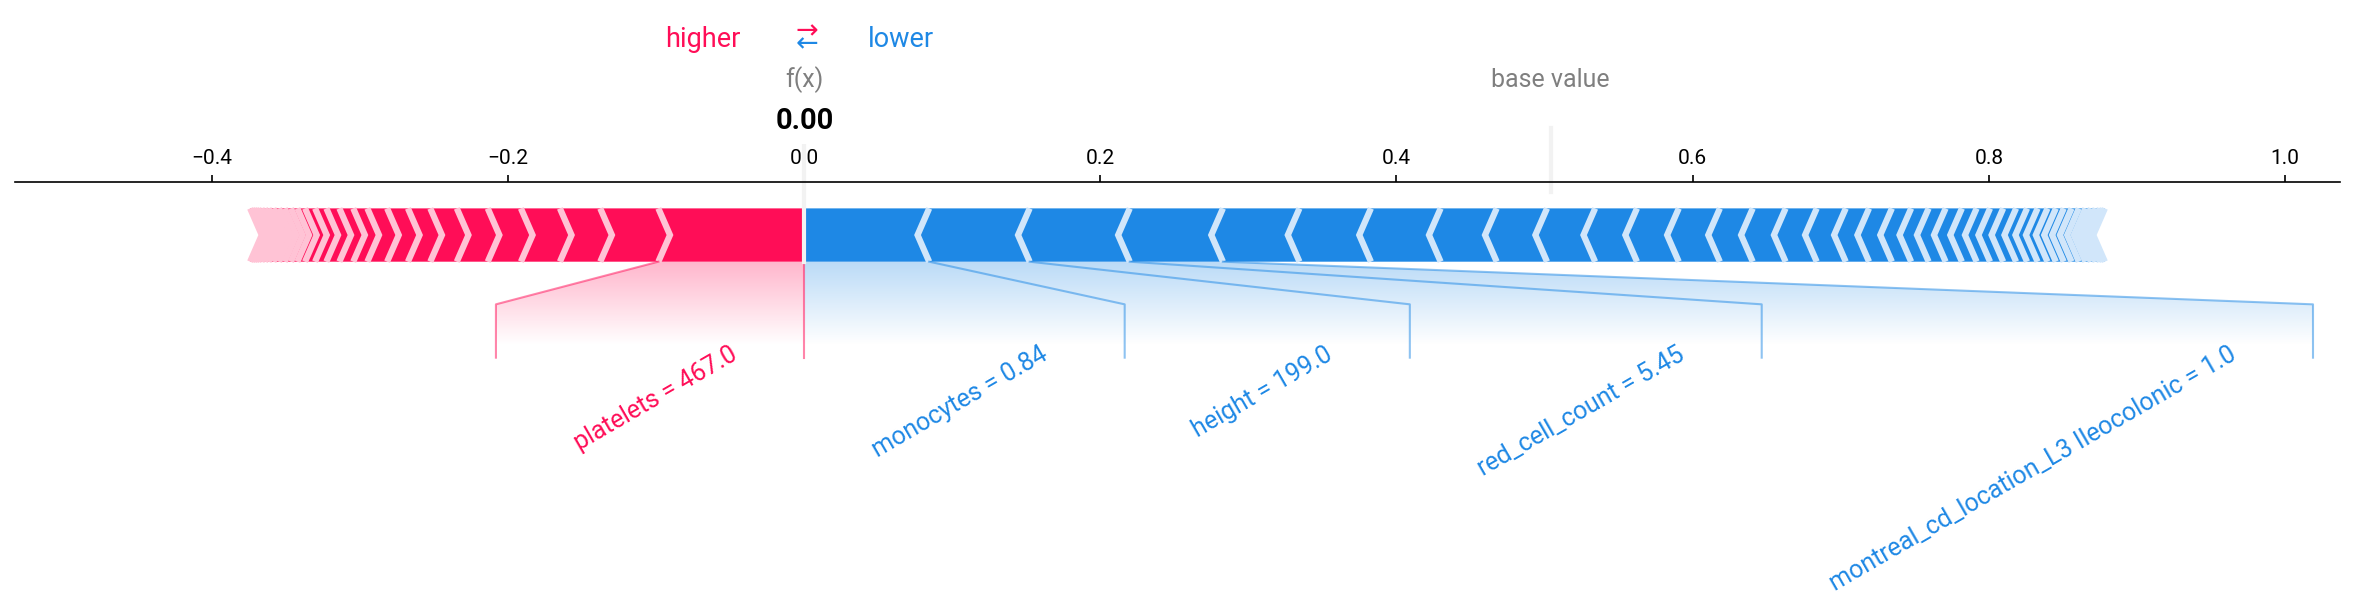 higher ⇄ lower
f(x)
base value
0.00
−0.4 −0.2 0.0 0.2 0.4 0.6 0.8 1.0
platelets = 467.0
monocytes = 0.84
height = 199.0
red_cell_count = 5.45
montreal_cd_location_L3 Ileocolonic = 1.0